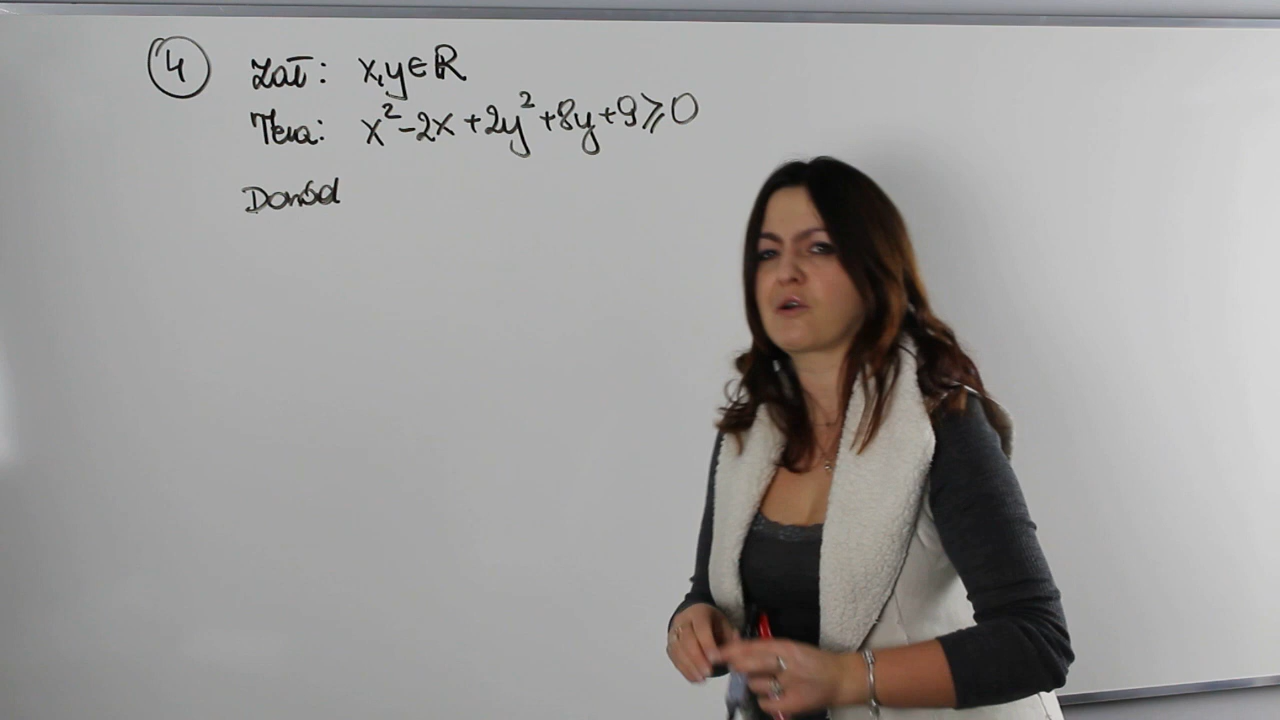 ④ Zał: x,y∈ℝ
Teza: x²-2x+2y²+8y+9⩾0
Dowód